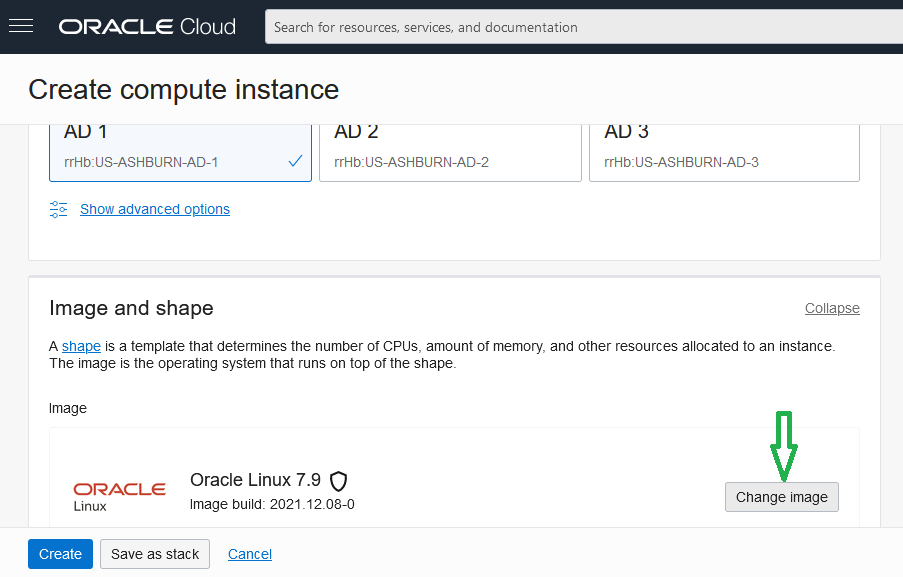 ORACLE Cloud
Search for resources, services, and documentation
Create compute instance
AD 1
AD 2
AD 3
rrHb:US-ASHBURN-AD-1
rrHb:US-ASHBURN-AD-2
rrHb:US-ASHBURN-AD-3
Show advanced options
Image and shape
Collapse
A shape is a template that determines the number of CPUs, amount of memory, and other resources allocated to an instance.
The image is the operating system that runs on top of the shape.
Image
ORACLE
Linux
Oracle Linux 7.9
Image build: 2021.12.08-0
Change image
Create
Save as stack
Cancel